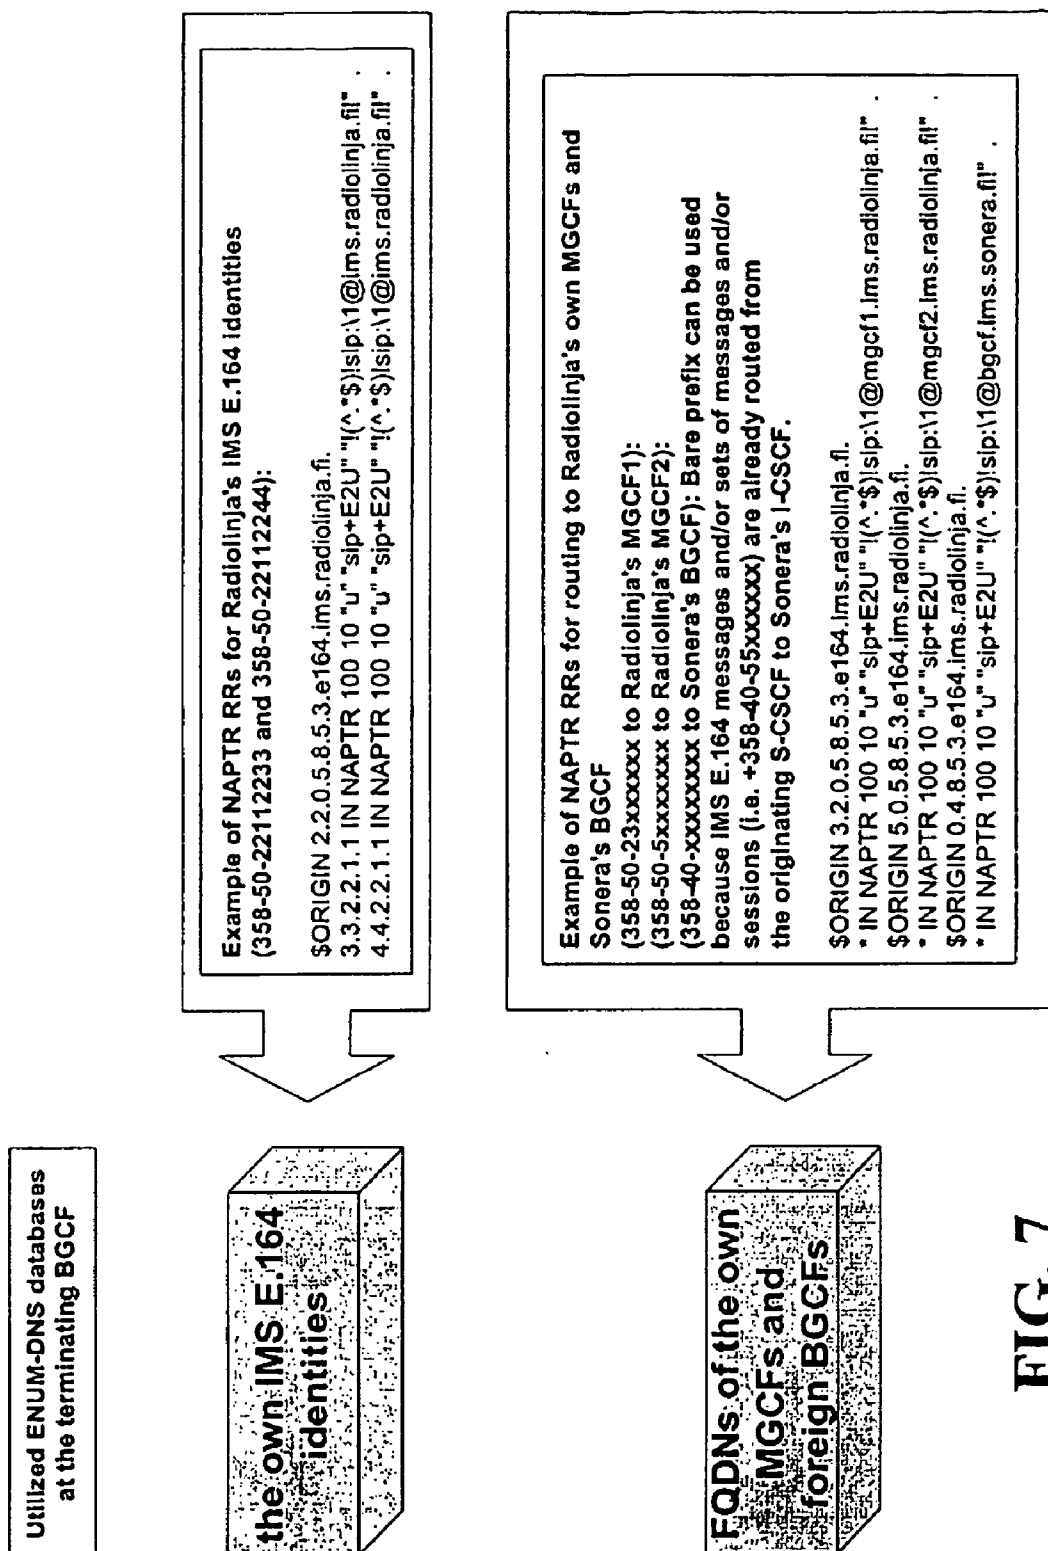 Utilized ENUM-DNS databases
at the terminating BGCF
the own IMS E.164
identities
Example of NAPTR RRs for Radiolinja's IMS E.164 identities
(358-50-22112233 and 358-50-22112244):
$ORIGIN 2.2.0.5.8.5.3.e164.ims.radiolinja.fi.
3.3.2.2.1.1 IN NAPTR 100 10 "u" "sip+E2U" "!(^.*$)!sip:\1@ims.radiolinja.fi!" .
4.4.2.2.1.1 IN NAPTR 100 10 "u" "sip+E2U" "!(^.*$)!sip:\1@ims.radiolinja.fi!" .
FQDNs of the own
MGCFs and
foreign BGCFs
Example of NAPTR RRs for routing to Radiolinja's own MGCFs and
Sonera's BGCF
(358-50-23xxxxxx to Radiolinja's MGCF1):
(358-50-5xxxxxxx to Radiolinja's MGCF2):
(358-40-xxxxxxxx to Sonera's BGCF): Bare prefix can be used
because IMS E.164 messages and/or sets of messages and/or
sessions (i.e. +358-40-55xxxxxx) are already routed from
the originating S-CSCF to Sonera's I-CSCF.
$ORIGIN 3.2.0.5.8.5.3.e164.ims.radiolinja.fi.
* IN NAPTR 100 10 "u" "sip+E2U" "!(^.*$)!sip:\1@mgcf1.ims.radiolinja.fi!" .
$ORIGIN 5.0.5.8.5.3.e164.ims.radiolinja.fi.
* IN NAPTR 100 10 "u" "sip+E2U" "!(^.*$)!sip:\1@mgcf2.ims.radiolinja.fi!" .
$ORIGIN 0.4.8.5.3.e164.ims.radiolinja.fi.
* IN NAPTR 100 10 "u" "sip+E2U" "!(^.*$)!sip:\1@bgcf.ims.sonera.fi!" .
FIG. 7